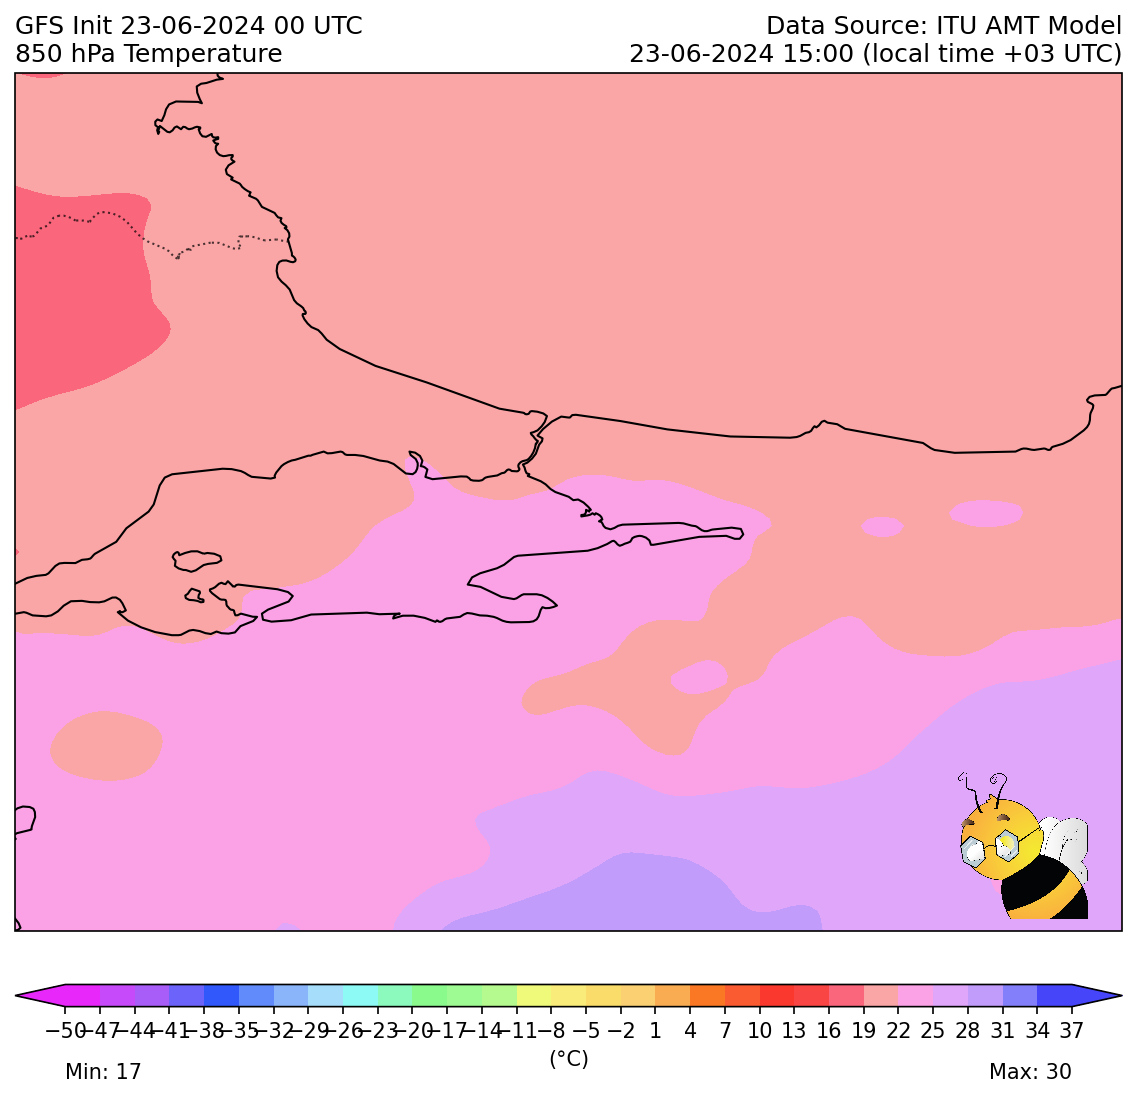 GFS Init 23-06-2024 00 UTC
850 hPa Temperature
Data Source: ITU AMT Model
23-06-2024 15:00 (local time +03 UTC)
−50 −47 −44 −41 −38 −35 −32 −29 −26 −23 −20 −17 −14 −11 −8 −5 −2 1 4 7 10 13 16 19 22 25 28 31 34 37
(°C)
Min: 17
Max: 30